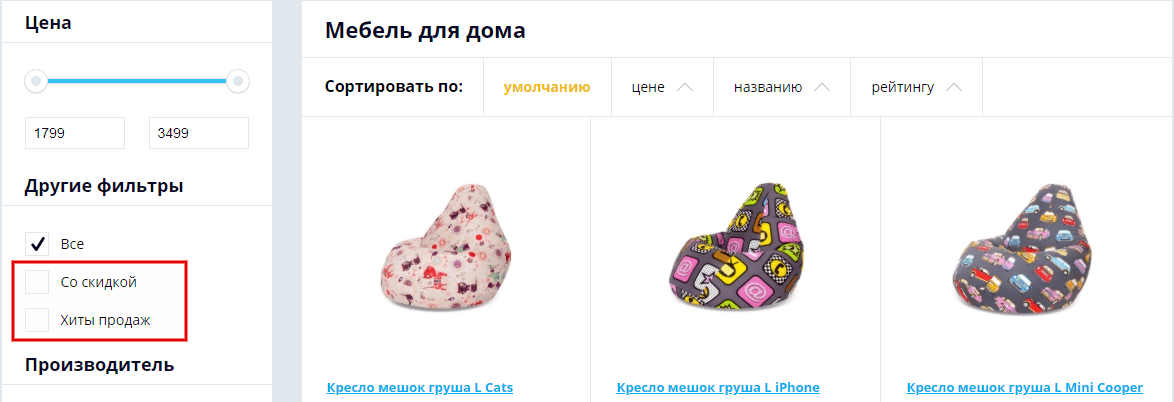 Цена
1799
3499
Другие фильтры
Все
Со скидкой
Хиты продаж
Производитель
Мебель для дома
Сортировать по: умолчанию цене названию рейтингу
Кресло мешок груша L Cats
Кресло мешок груша L iPhone
Кресло мешок груша L Mini Cooper